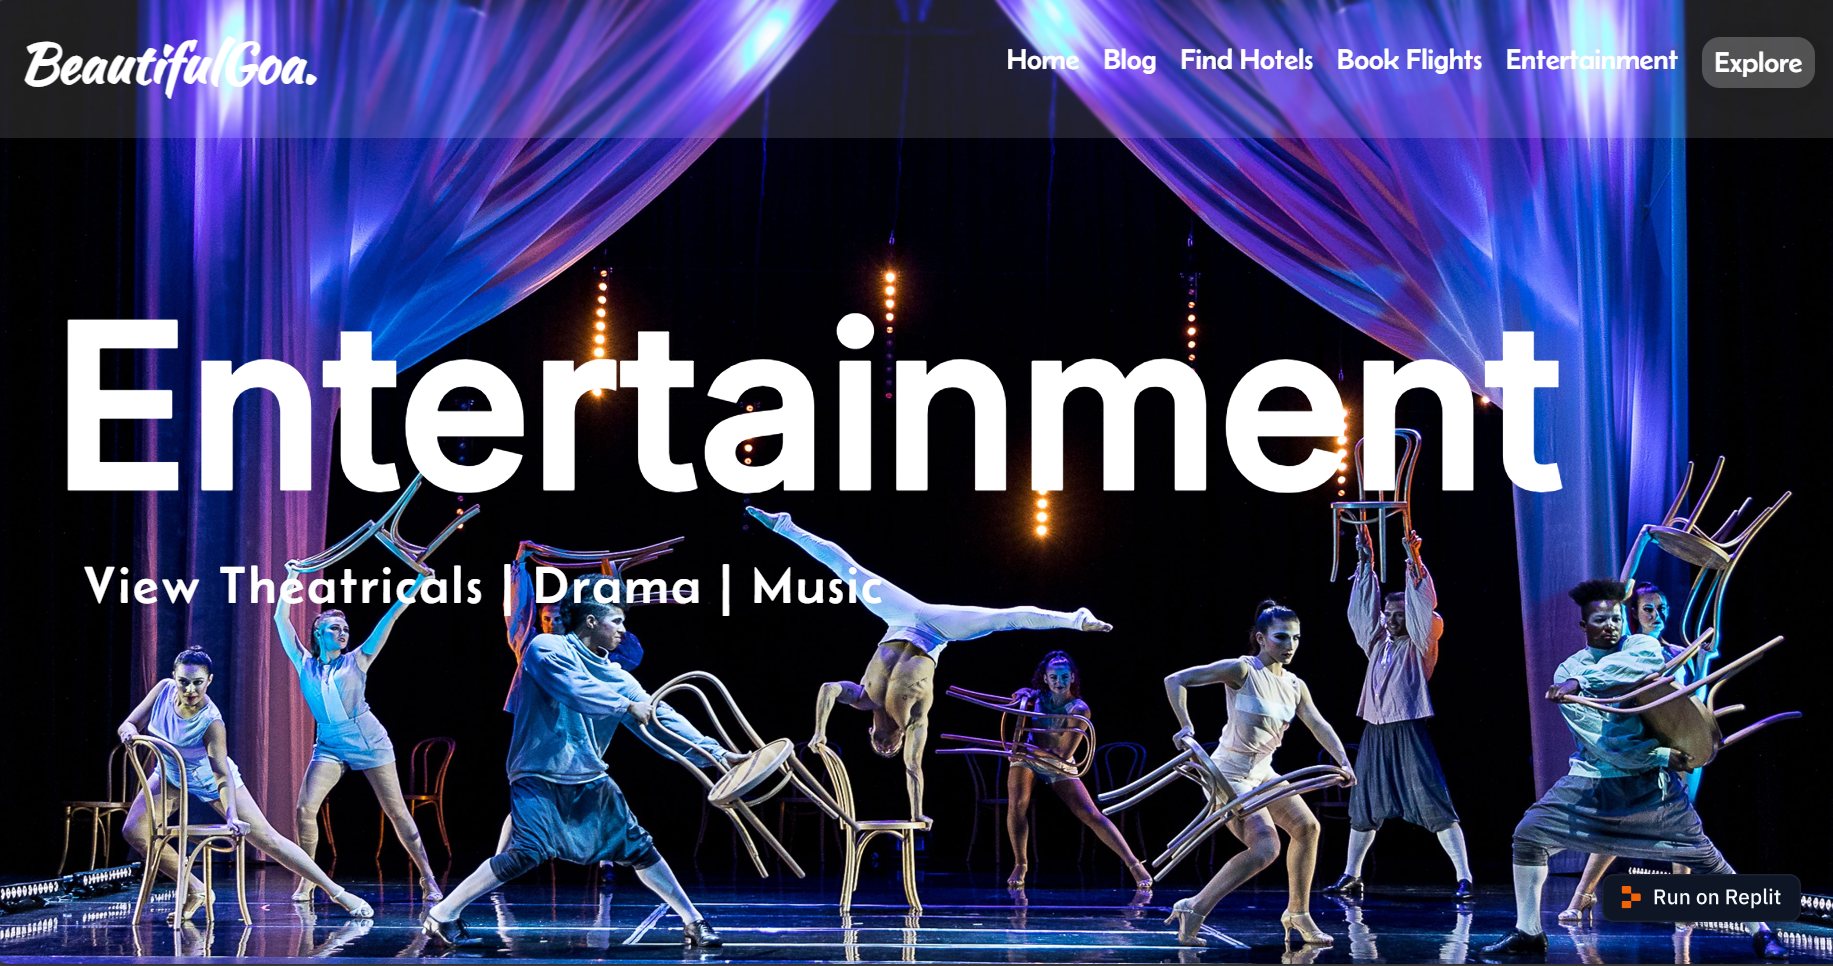 BeautifulGoa.
Home Blog Find Hotels Book Flights Entertainment Explore
Entertainment
View Theatricals | Drama | Music
Run on Replit